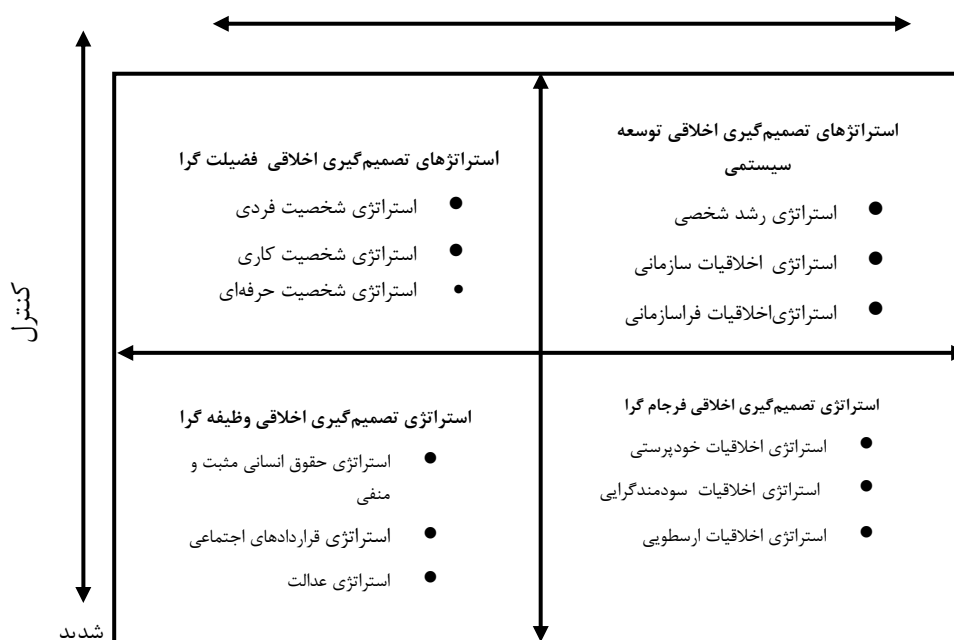 استراتژهای تصمیم‌گیری اخلاقی توسعه
سیستمی
استراتژی رشد شخصی
استراتژی اخلاقیات سازمانی
استراتژی‌اخلاقیات فراسازمانی
استراتژهای تصمیم‌گیری اخلاقی فضیلت گرا
استراتژی شخصیت فردی
استراتژی شخصیت کاری
استراتژی شخصیت حرفه‌ای
کنترل
استراتژی تصمیم‌گیری اخلاقی فرجام گرا
استراتژی اخلاقیات خودپرستی
استراتژی اخلاقیات سودمندگرایی
استراتژی اخلاقیات ارسطویی
استراتژی تصمیم‌گیری اخلاقی وظیفه گرا
استراتژی حقوق انسانی مثبت و
منفی
استراتژی قراردادهای اجتماعی
استراتژی عدالت
شدید